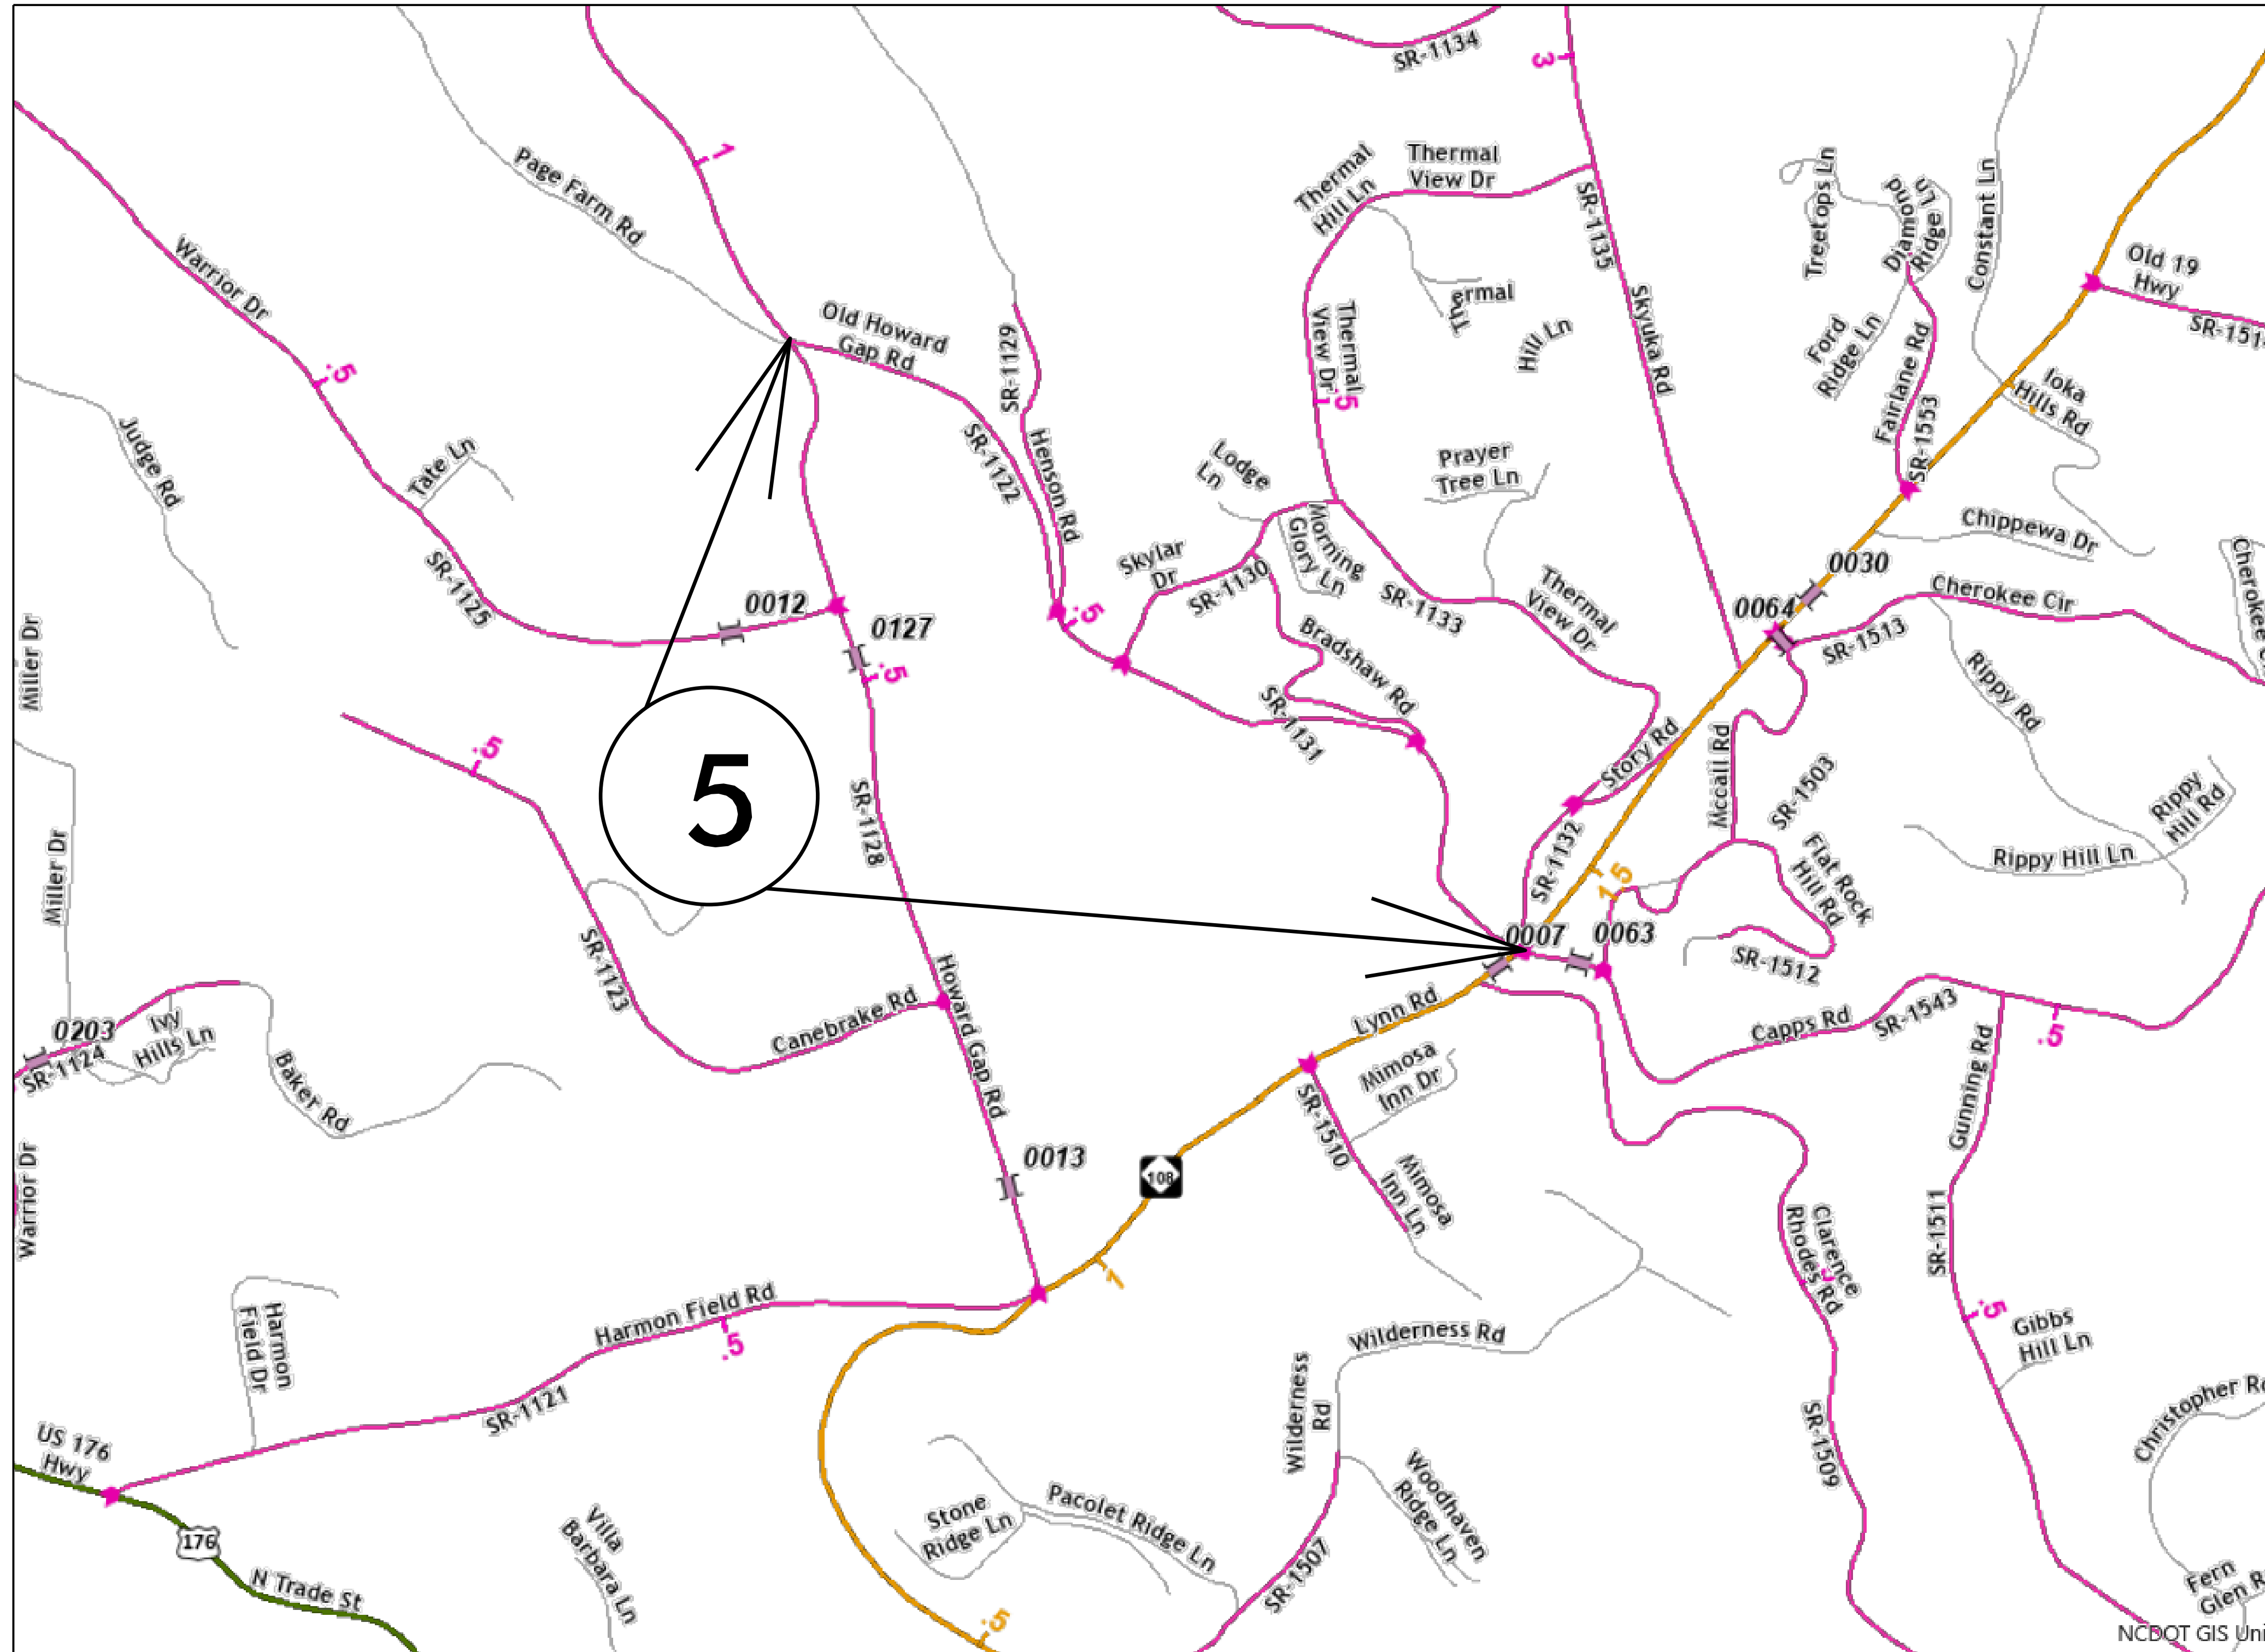 SR-1134
3
1
Page Farm Rd
Thermal
Hill Ln
Thermal
View Dr
SR-1135
Treetops Ln
Diamond
Ridge Ln
Constant Ln
Old 19
Hwy
Warrior Dr
Old Howard
Gap Rd
SR-1129
Thermal
View Dr
.5
Hill Ln
Skyuka Rd
Ford
Ridge Ln
Fairlane Rd
SR-1553
Ioka
Hills Rd
.5
Judge Rd
Tate Ln
SR-1122
Henson Rd
Lodge
Ln
Prayer
Tree Ln
Morning
Glory Ln
Chippewa Dr
SR-1125
0012
0127
.5
.5
Skylar
Dr
SR-1130
SR-1133
Thermal
View Dr
0030
0064
Cherokee Cir
SR-1513
Miller Dr
Bradshaw Rd
Rippy Rd
.5
SR-1131
Story Rd
Mccall Rd
SR-1503
5
SR-1128
SR-1132
1.5
Flat Rock
Hill Rd
Rippy
Hill Rd
Rippy Hill Ln
Miller Dr
SR-1123
0007
0063
SR-1512
Howard Gap Rd
Canebrake Rd
Lynn Rd
Capps Rd
SR-1543
.5
0203
SR-1124
Ivy
Hills Ln
Baker Rd
Mimosa
Inn Dr
SR-1510
Gunning Rd
Warrior Dr
0013
108
Mimosa
Inn Ln
Clarence
Rhodes Rd
SR-1511
1
Harmon
Field Dr
Harmon Field Rd
.5
Wilderness Rd
.5
Gibbs
Hill Ln
SR-1121
Wilderness
Rd
SR-1509
US 176
Hwy
176
N Trade St
Villa
Barbara Ln
Stone
Ridge Ln
Pacolet Ridge Ln
Woodhaven
Ridge Ln
SR-1507
.5
Fern
NCDOT GIS